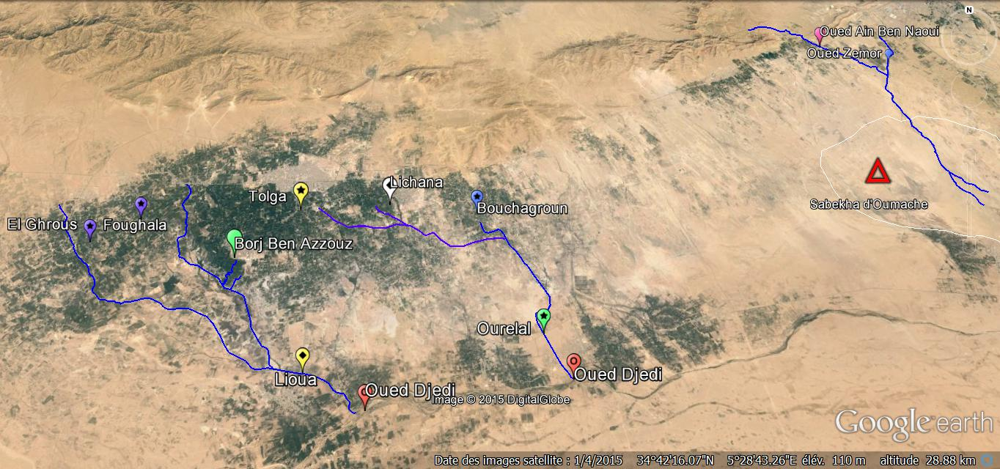 N
Oued Ain Ben Naoui
Oued Zemor
Lichana
Tolga
Bouchagroun
Sabekha d'Oumache
El Ghrous
Foughala
Borj Ben Azzouz
Ourelal
Lioua
Oued Djedi
Oued Djedi
Image © 2015 DigitalGlobe
Google earth
Date des images satellite : 1/4/2015 34°42'16.07"N 5°28'43.26"E élév. 110 m altitude 28.88 km